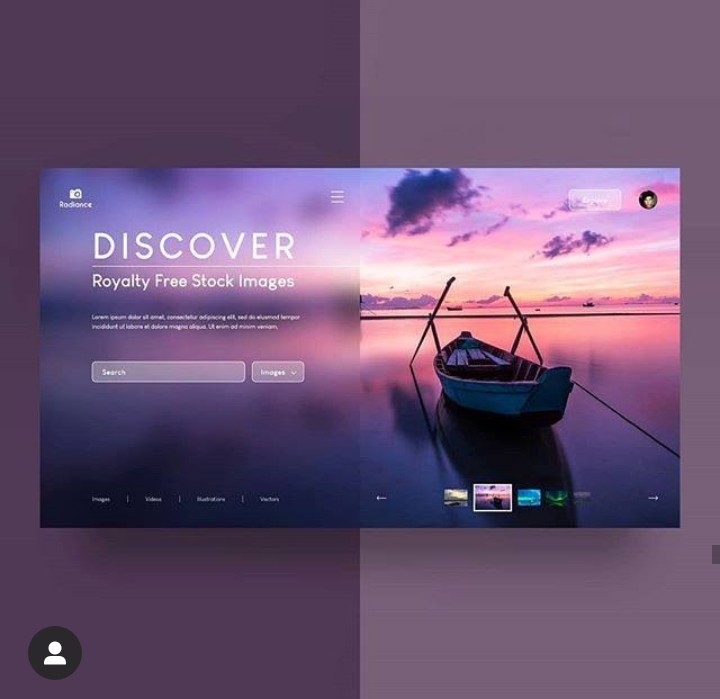 Radiance
DISCOVER
Royalty Free Stock Images
Lorem ipsum dolor sit amet, consectetur adipiscing elit, sed do eiusmod tempor
incididunt ut labore et dolore magna aliqua. Ut enim ad minim veniam,
Search
Images
Images | Videos | Illustrations | Vectors